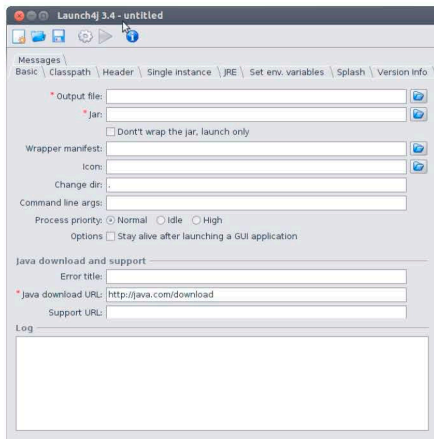 Launch4j 3.4 - untitled
Messages
Basic Classpath Header Single instance JRE Set env. variables Splash Version Info
* Output file:
* Jar:
Dont't wrap the jar, launch only
Wrapper manifest:
Icon:
Change dir: .
Command line args:
Process priority: Normal Idle High
Options Stay alive after launching a GUI application
Java download and support
Error title:
* Java download URL: http://java.com/download
Support URL:
Log